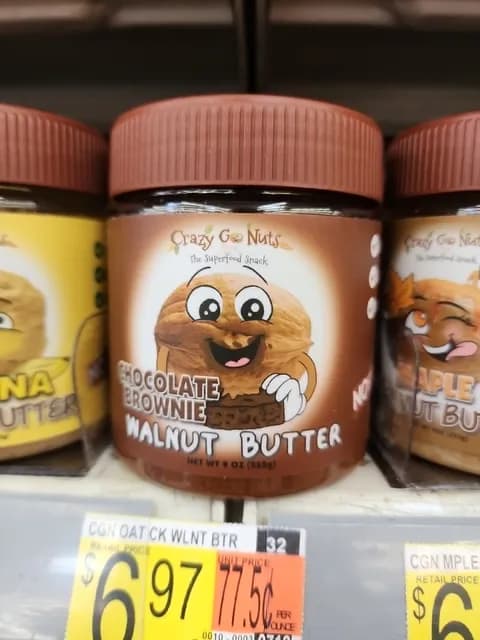 Crazy Go Nuts
The Superfood Snack
CHOCOLATE
BROWNIE
WALNUT BUTTER
NET WT 9 OZ
Crazy Go Nuts
NA
UTTER
APLE
NUT BU
CGN OAT CK WLNT BTR 32
RETAIL PRICE
UNIT PRICE
$6 97
77.5¢ PER OUNCE
CGN MPLE
RETAIL PRICE
$6